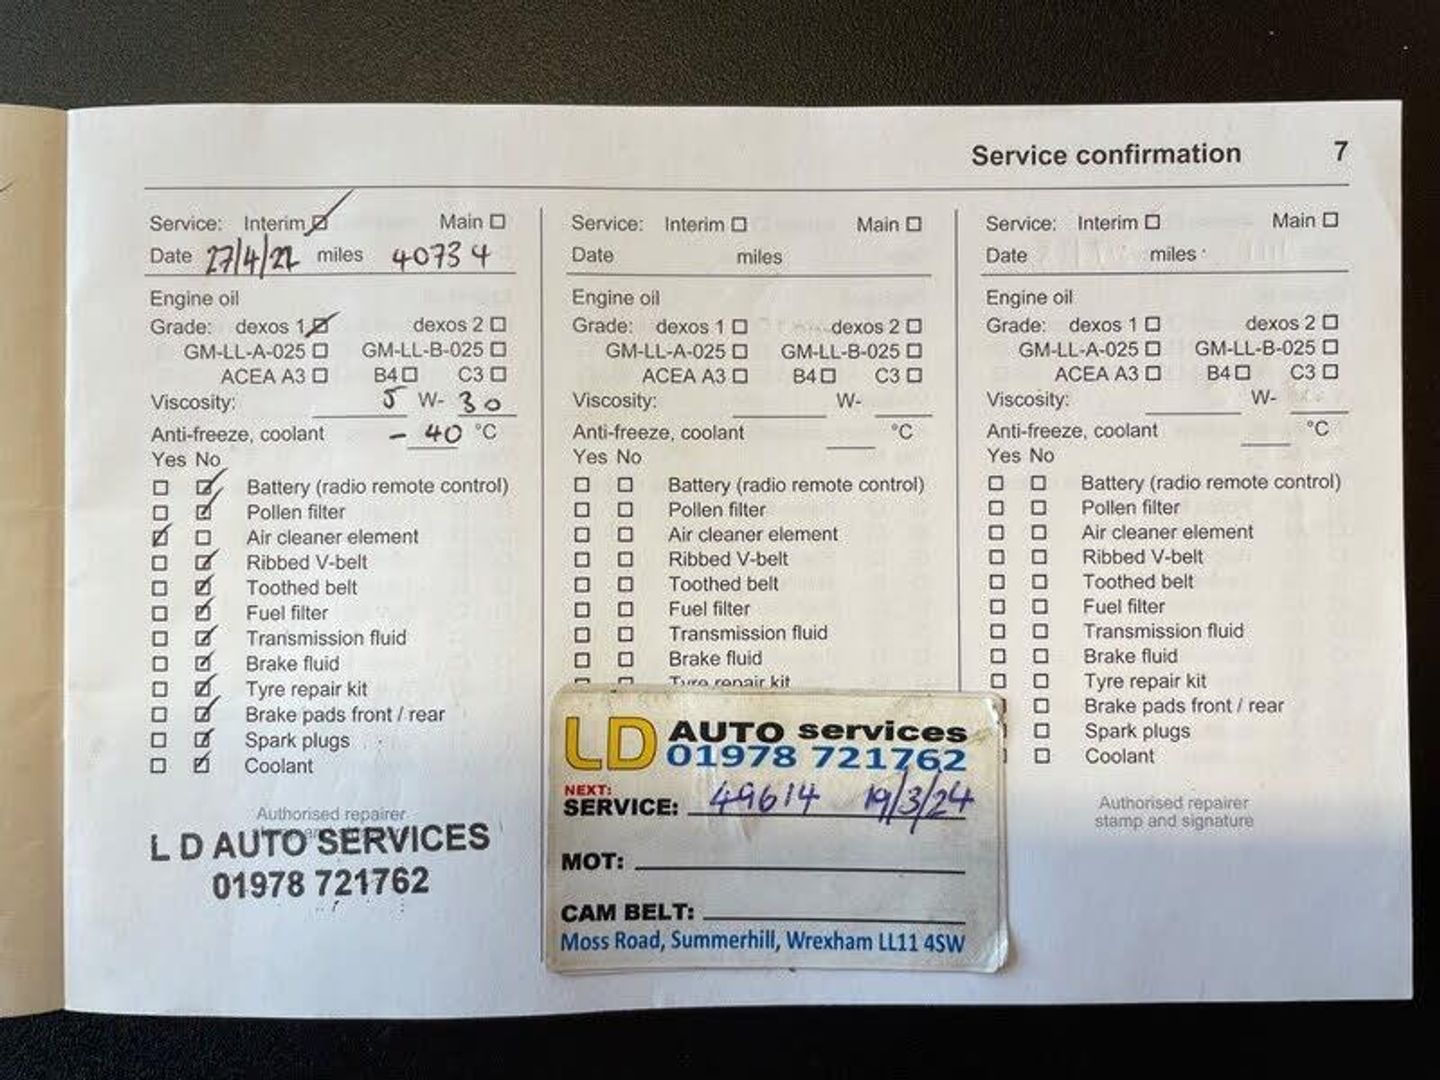 Service confirmation 7
Service: Interim Main
Date 27/4/22 miles 40734
Engine oil
Grade: dexos 1 dexos 2
GM-LL-A-025 GM-LL-B-025
ACEA A3 B4 C3
Viscosity: 5 W- 30
Anti-freeze, coolant - 40 °C
Yes No
Battery (radio remote control)
Pollen filter
Air cleaner element
Ribbed V-belt
Toothed belt
Fuel filter
Transmission fluid
Brake fluid
Tyre repair kit
Brake pads front / rear
Spark plugs
Coolant
Authorised repairer
L D AUTO SERVICES
01978 721762
Service: Interim Main
Date miles
Engine oil
Grade: dexos 1 dexos 2
GM-LL-A-025 GM-LL-B-025
ACEA A3 B4 C3
Viscosity: W-
Anti-freeze, coolant °C
Yes No
Battery (radio remote control)
Pollen filter
Air cleaner element
Ribbed V-belt
Toothed belt
Fuel filter
Transmission fluid
Brake fluid
Tyre repair kit
LD AUTO services
01978 721762
NEXT:
SERVICE: 49614 19/3/24
MOT:
CAM BELT:
Moss Road, Summerhill, Wrexham LL11 4SW
Service: Interim Main
Date miles
Engine oil
Grade: dexos 1 dexos 2
GM-LL-A-025 GM-LL-B-025
ACEA A3 B4 C3
Viscosity: W-
Anti-freeze, coolant °C
Yes No
Battery (radio remote control)
Pollen filter
Air cleaner element
Ribbed V-belt
Toothed belt
Fuel filter
Transmission fluid
Brake fluid
Tyre repair kit
Brake pads front / rear
Spark plugs
Coolant
Authorised repairer
stamp and signature